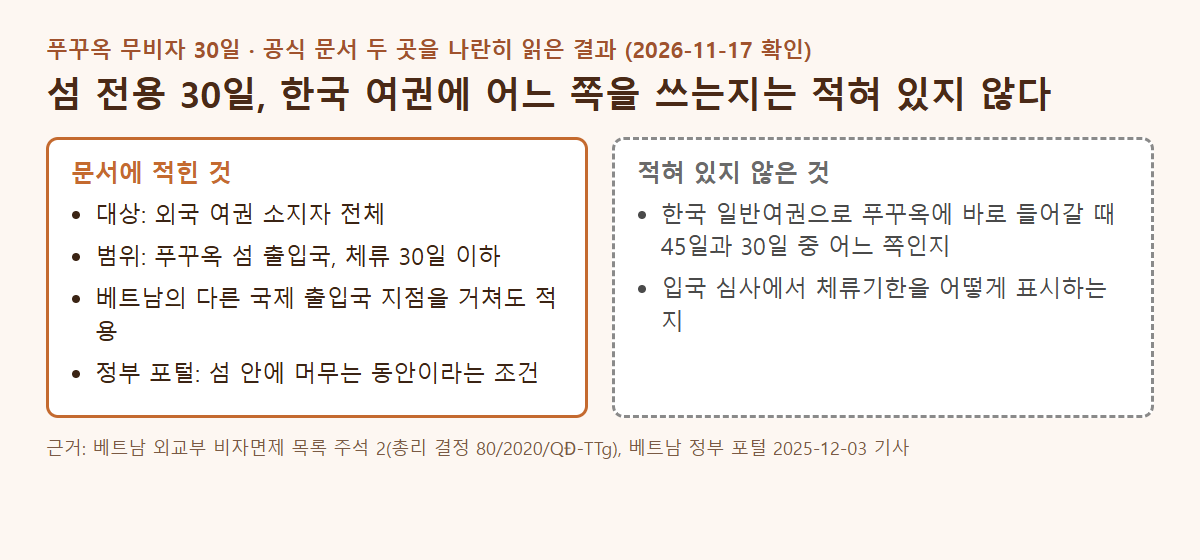 푸꾸옥 무비자 30일 · 공식 문서 두 곳을 나란히 읽은 결과 (2026-11-17 확인)
섬 전용 30일, 한국 여권에 어느 쪽을 쓰는지는 적혀 있지 않다
문서에 적힌 것
• 대상: 외국 여권 소지자 전체
• 범위: 푸꾸옥 섬 출입국, 체류 30일 이하
• 베트남의 다른 국제 출입국 지점을 거쳐도 적
용
• 정부 포털: 섬 안에 머무는 동안이라는 조건
적혀 있지 않은 것
• 한국 일반여권으로 푸꾸옥에 바로 들어갈 때
45일과 30일 중 어느 쪽인지
• 입국 심사에서 체류기한을 어떻게 표시하는
지
근거: 베트남 외교부 비자면제 목록 주석 2(총리 결정 80/2020/QĐ-TTg), 베트남 정부 포털 2025-12-03 기사